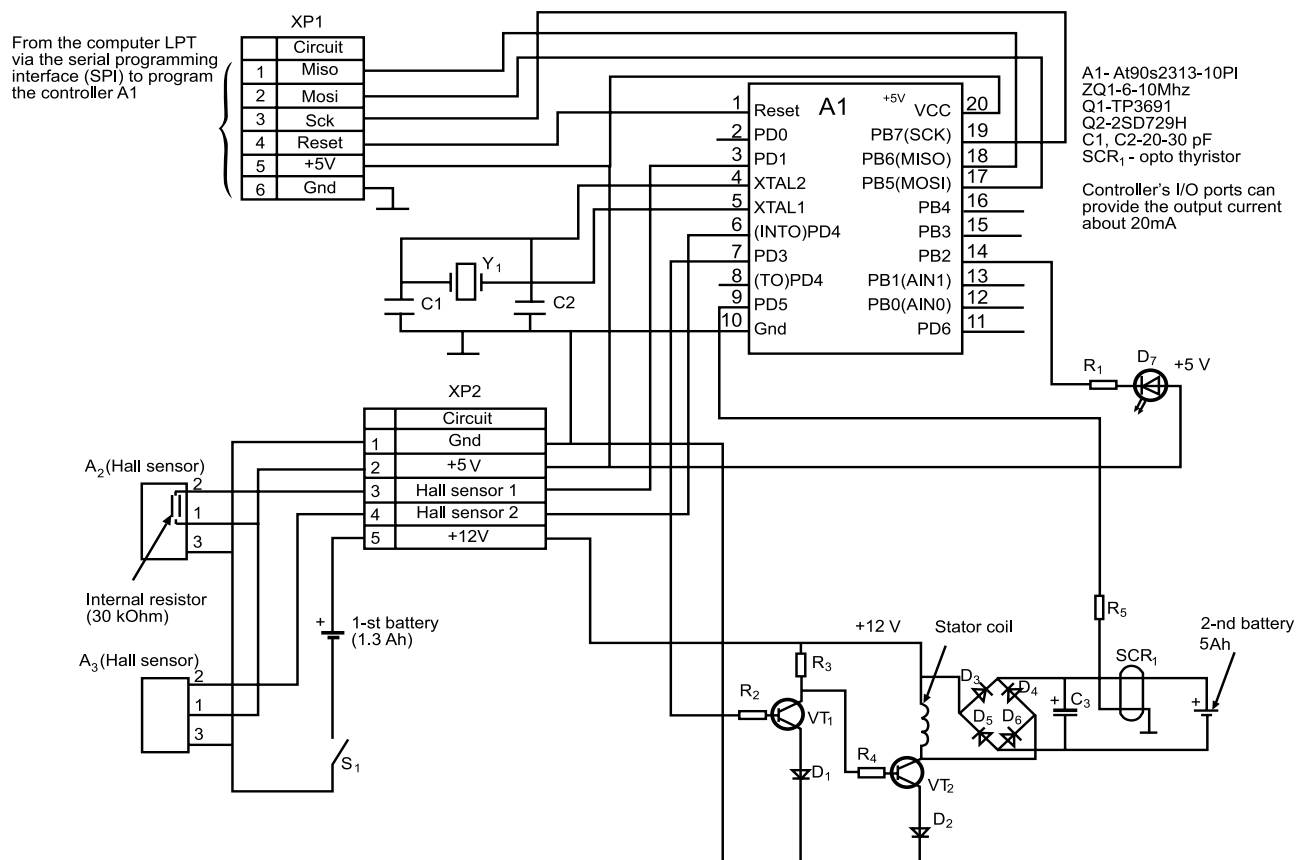 From the computer LPT
via the serial programming
interface (SPI) to program
the controller A1
XP1
Circuit
1 Miso
2 Mosi
3 Sck
4 Reset
5 +5V
6 Gnd
A1
+5V
1 Reset
2 PD0
3 PD1
4 XTAL2
5 XTAL1
6 (INTO)PD4
7 PD3
8 (TO)PD4
9 PD5
10 Gnd
VCC 20
PB7(SCK) 19
PB6(MISO) 18
PB5(MOSI) 17
PB4 16
PB3 15
PB2 14
PB1(AIN1) 13
PB0(AIN0) 12
PD6 11
A1- At90s2313-10PI
ZQ1-6-10Mhz
Q1-TP3691
Q2-2SD729H
C1, C2-20-30 pF
SCR1 - opto thyristor
Controller's I/O ports can
provide the output current
about 20mA
Y1
C1
C2
R1
D7
+5 V
XP2
Circuit
1 Gnd
2 +5V
3 Hall sensor 1
4 Hall sensor 2
5 +12V
A2(Hall sensor)
2
1
3
Internal resistor
(30 kOhm)
A3(Hall sensor)
2
1
3
+
1-st battery
(1.3 Ah)
S1
+12 V
Stator coil
R5
2-nd battery
5Ah
R3
R2
VT1
D1
R4
VT2
D2
D3
D4
D5
D6
+
C3
SCR1
+